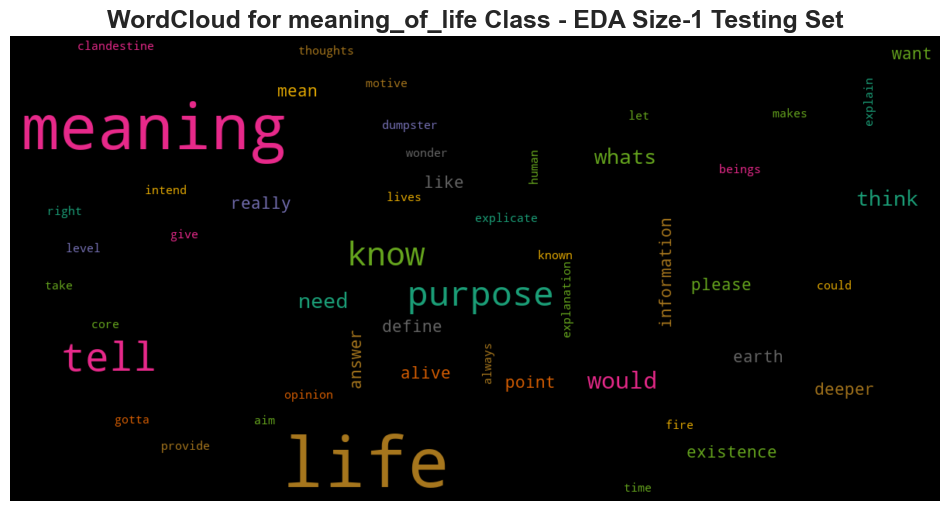 WordCloud for meaning_of_life Class - EDA Size-1 Testing Set
clandestine
thoughts
want
mean
motive
explain
meaning
dumpster
let
makes
wonder
whats
human
beings
like
intend
lives
think
really
right
explicate
information
give
level
know
known
explanation
take
purpose
please
could
need
core
define
answer
tell
always
earth
alive
point
would
deeper
opinion
gotta
aim
fire
provide
life
existence
time